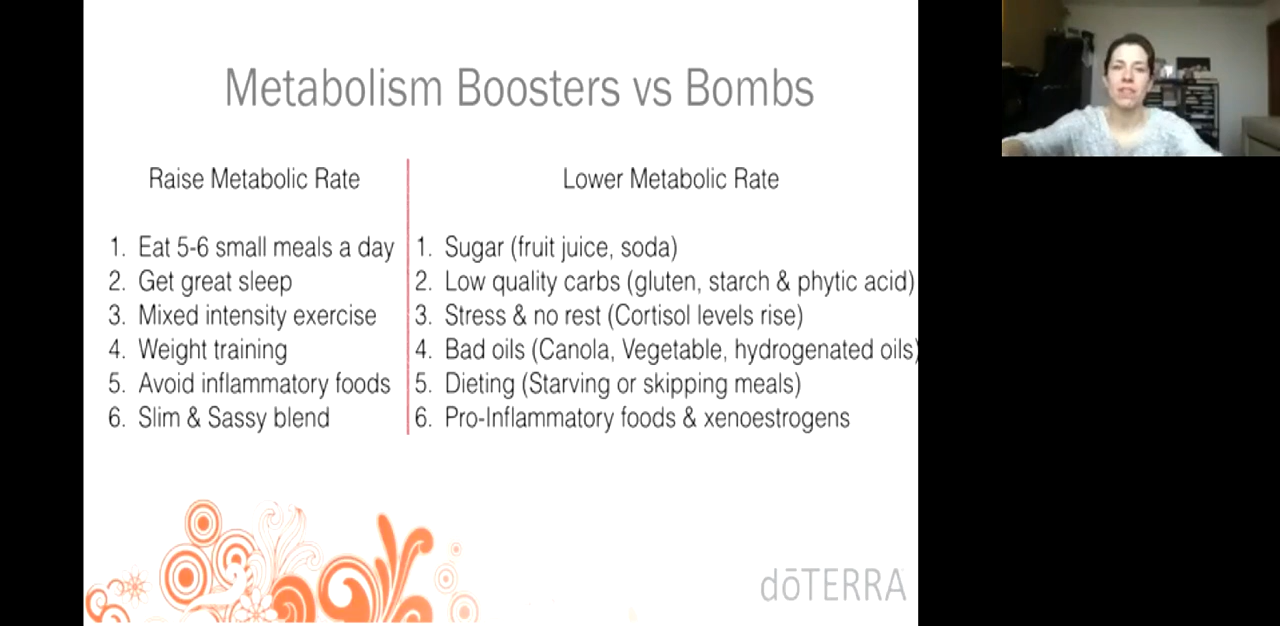 Metabolism Boosters vs Bombs
Raise Metabolic Rate
1. Eat 5-6 small meals a day
2. Get great sleep
3. Mixed intensity exercise
4. Weight training
5. Avoid inflammatory foods
6. Slim & Sassy blend
Lower Metabolic Rate
1. Sugar (fruit juice, soda)
2. Low quality carbs (gluten, starch & phytic acid)
3. Stress & no rest (Cortisol levels rise)
4. Bad oils (Canola, Vegetable, hydrogenated oils)
5. Dieting (Starving or skipping meals)
6. Pro-Inflammatory foods & xenoestrogens
dōTERRA